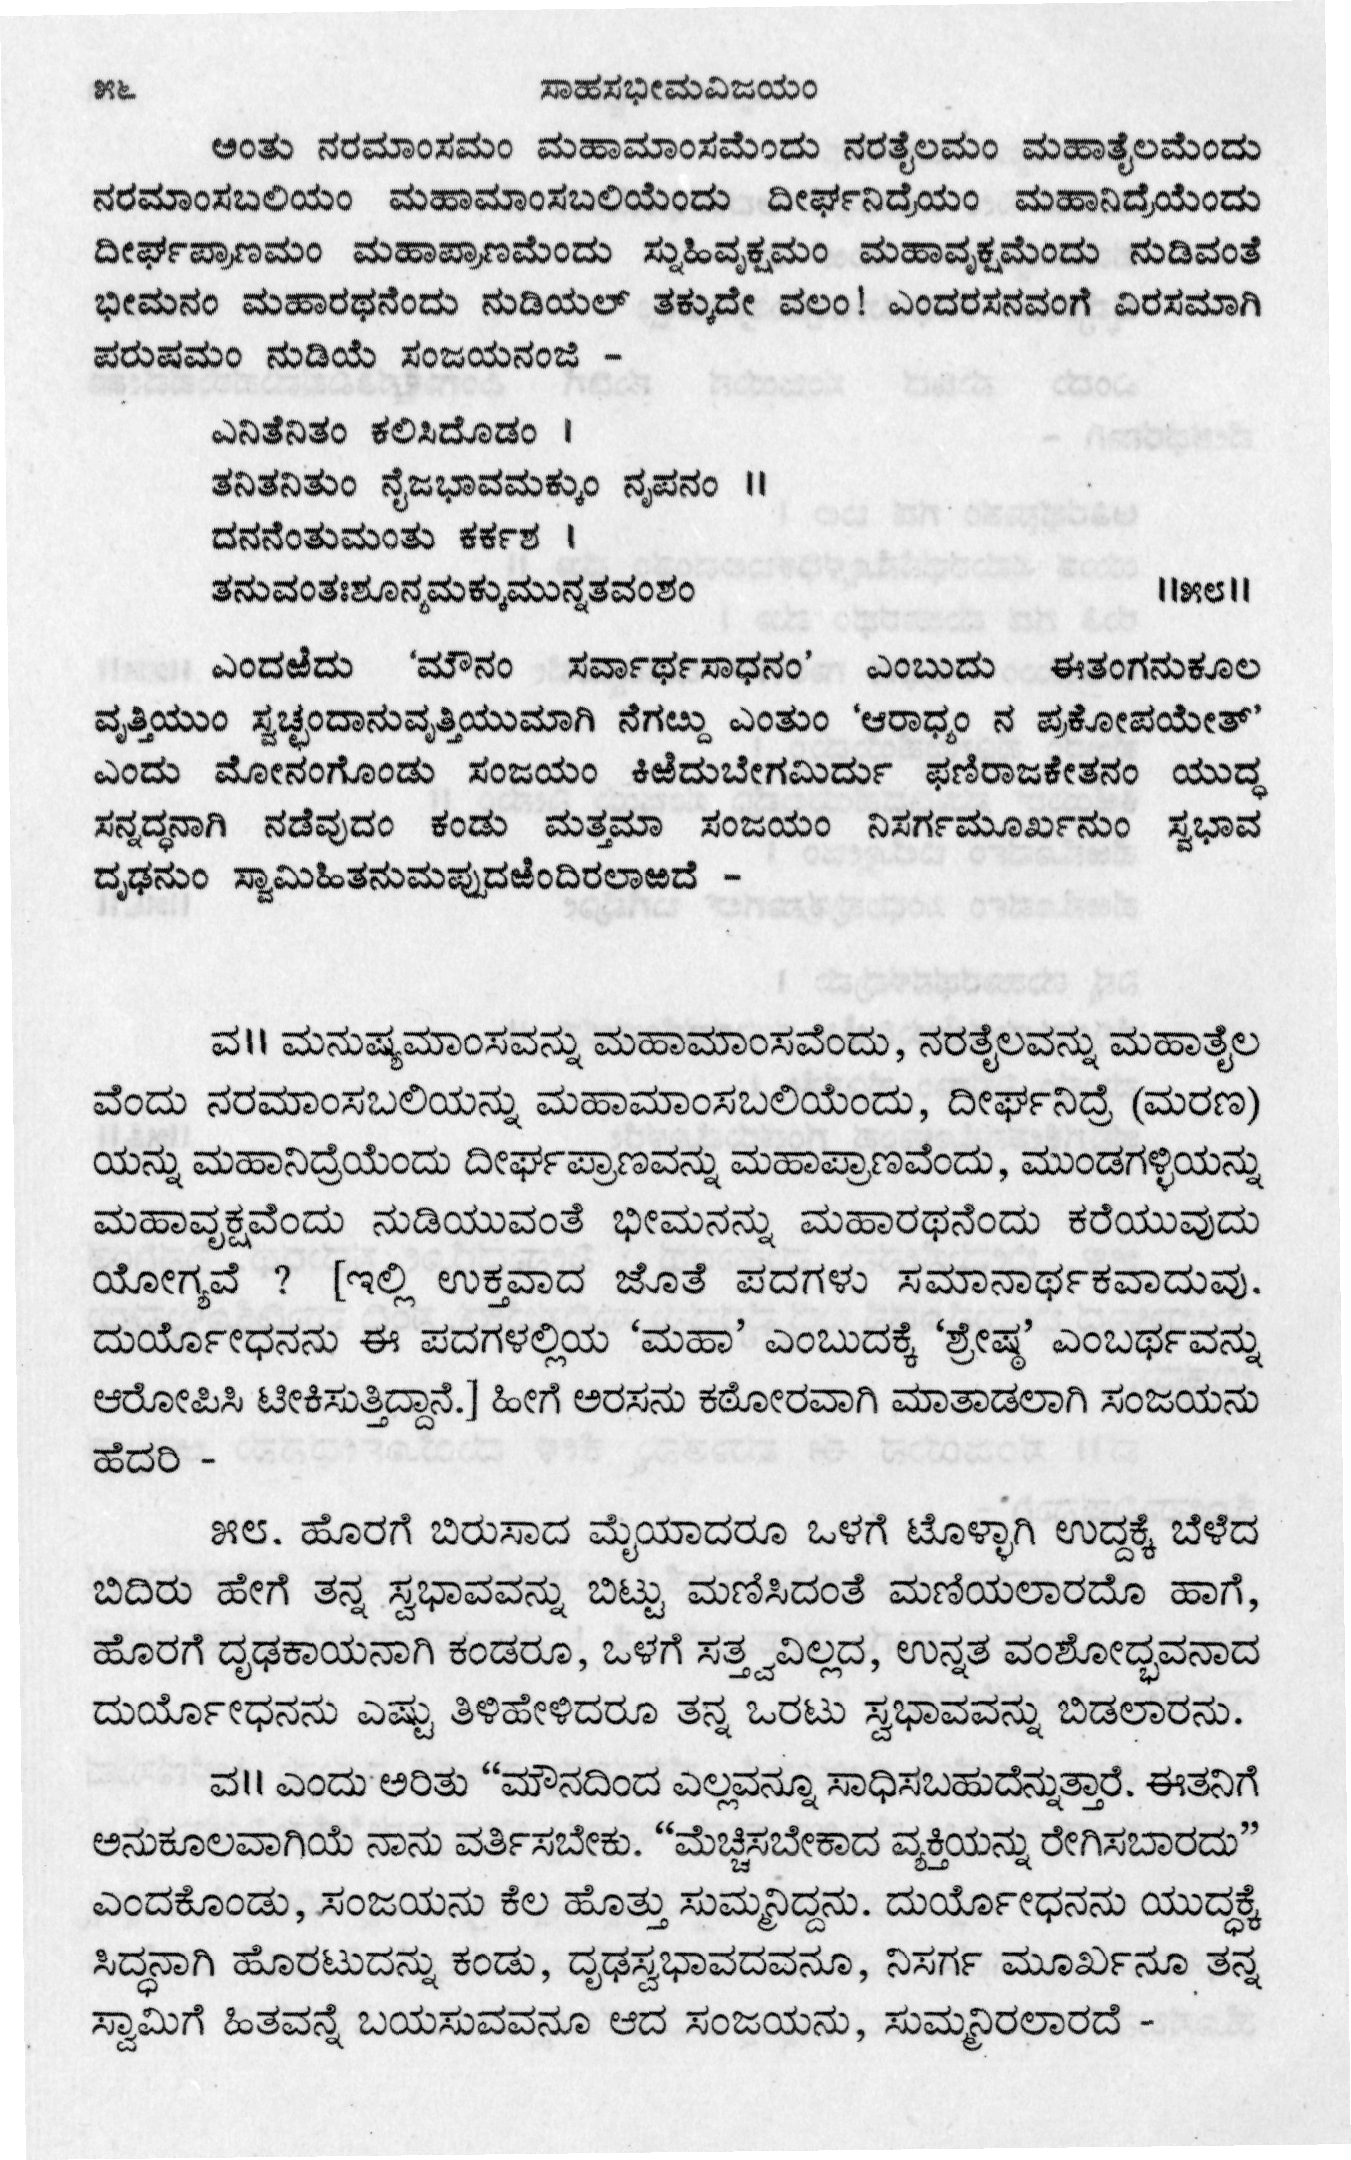 ೫೬ ಸಾಹಸಭೀಮವಿಜಯಂ
ಅಂತು ನರಮಾಂಸಮಂ ಮಹಾಮಾಂಸಮೆಂದು ನರತೈಲಮಂ ಮಹಾತೈಲಮೆಂದು
ನರಮಾಂಸಬಲಿಯಂ ಮಹಾಮಾಂಸಬಲಿಯೆಂದು ದೀರ್ಘನಿದ್ರೆಯಂ ಮಹಾನಿದ್ರೆಯೆಂದು
ದೀರ್ಘಪ್ರಾಣಮಂ ಮಹಾಪ್ರಾಣಮೆಂದು ಸ್ನುಹಿವೃಕ್ಷಮಂ ಮಹಾವೃಕ್ಷಮೆಂದು ನುಡಿವಂತೆ
ಭೀಮನಂ ಮಹಾರಥನೆಂದು ನುಡಿಯಲ್ ತಕ್ಕುದೇ ವಲಂ! ಎಂದರಸನವಂಗೆ ವಿರಸಮಾಗಿ
ಪರುಷಮಂ ನುಡಿಯೆ ಸಂಜಯನಂಜಿ –
ಎನಿತೆನಿತಂ ಕಲಿಸಿದೊಡಂ ।
ತನಿತನಿತುಂ ನೈಜಭಾವಮಕ್ಕುಂ ನೃಪನಂ ॥
ದನನೆಂತುಮಂತು ಕರ್ಕಶ ।
ತನುವಂತಃಶೂನ್ಯಮಕ್ಕುಮುನ್ನತವಂಶಂ ॥೫೮॥
ಎಂದಱಿದು ‘ಮೌನಂ ಸರ್ವಾರ್ಥಸಾಧನಂ’ ಎಂಬುದು ಈತಂಗನುಕೂಲ
ವೃತ್ತಿಯುಂ ಸ್ವಚ್ಛಂದಾನುವೃತ್ತಿಯುಮಾಗಿ ನೆಗೞ್ದು ಎಂತುಂ ‘ಆರಾಧ್ಯಂ ನ ಪ್ರಕೋಪಯೇತ್’
ಎಂದು ಮೋನಂಗೊಂಡು ಸಂಜಯಂ ಕಿಱಿದುಬೇಗಮಿರ್ದು ಫಣಿರಾಜಕೇತನಂ ಯುದ್ಧ
ಸನ್ನದ್ಧನಾಗಿ ನಡೆವುದಂ ಕಂಡು ಮತ್ತಮಾ ಸಂಜಯಂ ನಿಸರ್ಗಮೂರ್ಖನುಂ ಸ್ವಭಾವ
ದೃಢನುಂ ಸ್ವಾಮಿಹಿತನುಮಪ್ಪುದಱಿಂದಿರಲಾಱದೆ –
ವ॥ ಮನುಷ್ಯಮಾಂಸವನ್ನು ಮಹಾಮಾಂಸವೆಂದು, ನರತೈಲವನ್ನು ಮಹಾತೈಲ
ವೆಂದು ನರಮಾಂಸಬಲಿಯನ್ನು ಮಹಾಮಾಂಸಬಲಿಯೆಂದು, ದೀರ್ಘನಿದ್ರೆ (ಮರಣ)
ಯನ್ನು ಮಹಾನಿದ್ರೆಯೆಂದು ದೀರ್ಘಪ್ರಾಣವನ್ನು ಮಹಾಪ್ರಾಣವೆಂದು, ಮುಂಡಗಳ್ಳಿಯನ್ನು
ಮಹಾವೃಕ್ಷವೆಂದು ನುಡಿಯುವಂತೆ ಭೀಮನನ್ನು ಮಹಾರಥನೆಂದು ಕರೆಯುವುದು
ಯೋಗ್ಯವೆ ? [ಇಲ್ಲಿ ಉಕ್ತವಾದ ಜೊತೆ ಪದಗಳು ಸಮಾನಾರ್ಥಕವಾದುವು.
ದುರ್ಯೋಧನನು ಈ ಪದಗಳಲ್ಲಿಯ ‘ಮಹಾ’ ಎಂಬುದಕ್ಕೆ ‘ಶ್ರೇಷ್ಠ’ ಎಂಬರ್ಥವನ್ನು
ಆರೋಪಿಸಿ ಟೀಕಿಸುತ್ತಿದ್ದಾನೆ.] ಹೀಗೆ ಅರಸನು ಕಠೋರವಾಗಿ ಮಾತಾಡಲಾಗಿ ಸಂಜಯನು
ಹೆದರಿ –
೫೮. ಹೊರಗೆ ಬಿರುಸಾದ ಮೈಯಾದರೂ ಒಳಗೆ ಟೊಳ್ಳಾಗಿ ಉದ್ದಕ್ಕೆ ಬೆಳೆದ
ಬಿದಿರು ಹೇಗೆ ತನ್ನ ಸ್ವಭಾವವನ್ನು ಬಿಟ್ಟು ಮಣಿಸಿದಂತೆ ಮಣಿಯಲಾರದೊ ಹಾಗೆ,
ಹೊರಗೆ ದೃಢಕಾಯನಾಗಿ ಕಂಡರೂ, ಒಳಗೆ ಸತ್ತ್ವವಿಲ್ಲದ, ಉನ್ನತ ವಂಶೋದ್ಭವನಾದ
ದುರ್ಯೋಧನನು ಎಷ್ಟು ತಿಳಿಹೇಳಿದರೂ ತನ್ನ ಒರಟು ಸ್ವಭಾವವನ್ನು ಬಿಡಲಾರನು.
ವ॥ ಎಂದು ಅರಿತು “ಮೌನದಿಂದ ಎಲ್ಲವನ್ನೂ ಸಾಧಿಸಬಹುದೆನ್ನುತ್ತಾರೆ. ಈತನಿಗೆ
ಅನುಕೂಲವಾಗಿಯೆ ನಾನು ವರ್ತಿಸಬೇಕು. “ಮೆಚ್ಚಿಸಬೇಕಾದ ವ್ಯಕ್ತಿಯನ್ನು ರೇಗಿಸಬಾರದು”
ಎಂದಕೊಂಡು, ಸಂಜಯನು ಕೆಲ ಹೊತ್ತು ಸುಮ್ಮನಿದ್ದನು. ದುರ್ಯೋಧನನು ಯುದ್ಧಕ್ಕೆ
ಸಿದ್ಧನಾಗಿ ಹೊರಟುದನ್ನು ಕಂಡು, ದೃಢಸ್ವಭಾವದವನೂ, ನಿಸರ್ಗ ಮೂರ್ಖನೂ ತನ್ನ
ಸ್ವಾಮಿಗೆ ಹಿತವನ್ನೆ ಬಯಸುವವನೂ ಆದ ಸಂಜಯನು, ಸುಮ್ಮನಿರಲಾರದೆ –